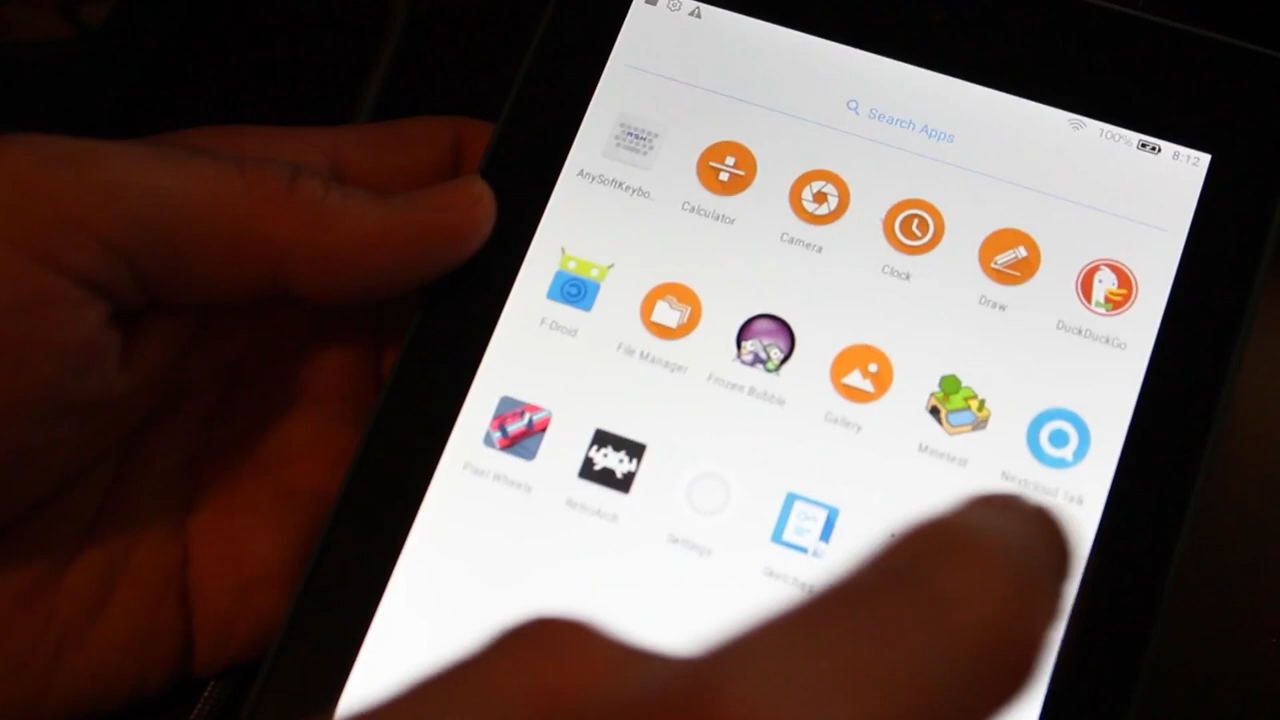 100% 8:12
Search Apps
AnySoftKeybo..
Calculator
Camera
Clock
Draw
DuckDuckGo
F-Droid
File Manager
Frozen Bubble
Gallery
Minetest
Nextcloud Talk
Pixel Wheels
RetroArch
Settings